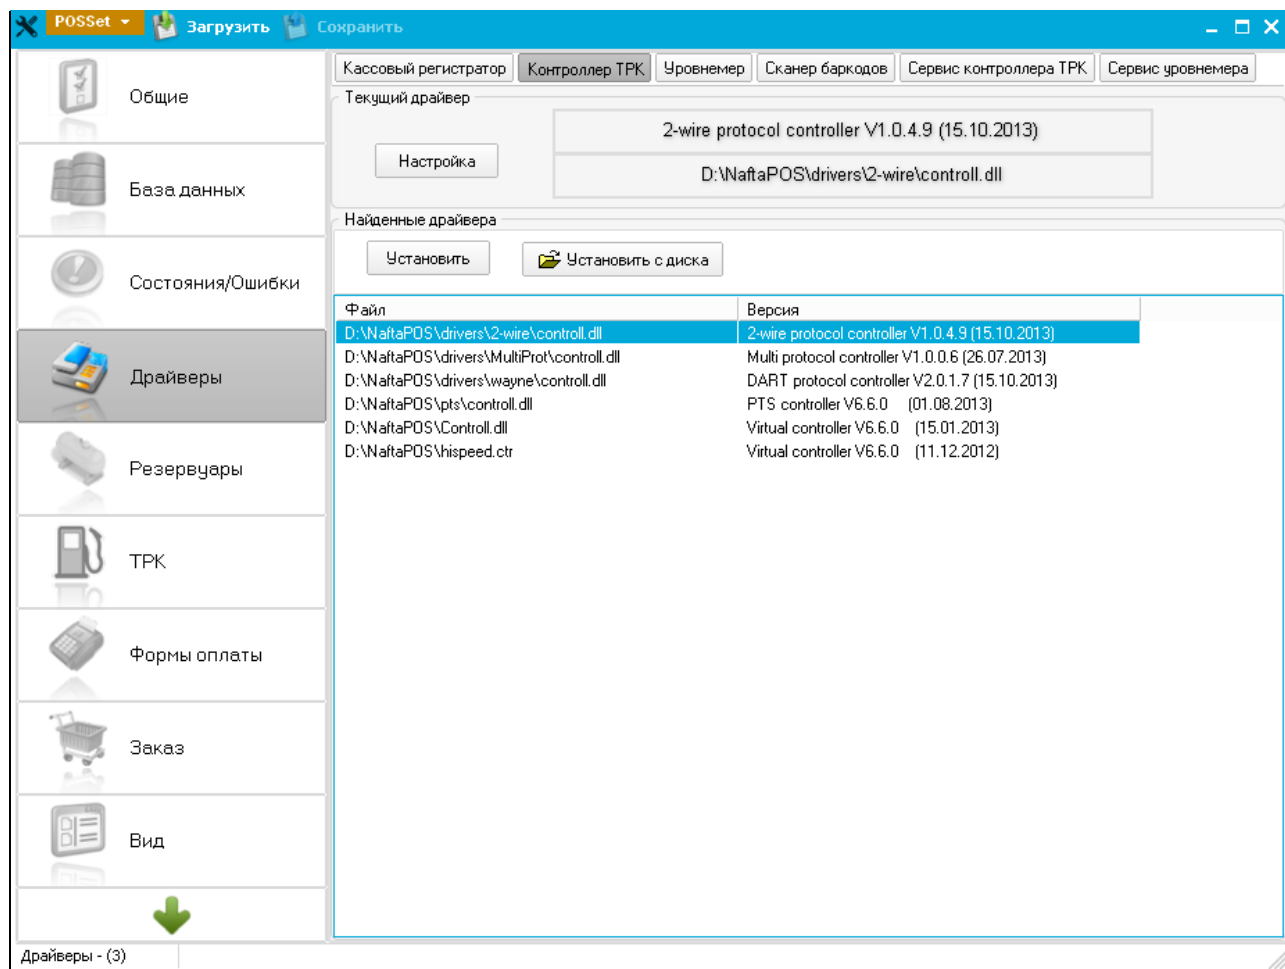 POSSet Загрузить Сохранить
Общие
База данных
Состояния/Ошибки
Драйверы
Резервуары
ТРК
Формы оплаты
Заказ
Вид
Кассовый регистратор Контроллер ТРК Уровнемер Сканер баркодов Сервис контроллера ТРК Сервис уровнемера
Текущий драйвер
Настройка
2-wire protocol controller V1.0.4.9 (15.10.2013)
D:\NaftaPOS\drivers\2-wire\controll.dll
Найденные драйвера
Установить Установить с диска
Файл Версия
D:\NaftaPOS\drivers\2-wire\controll.dll 2-wire protocol controller V1.0.4.9 (15.10.2013)
D:\NaftaPOS\drivers\MultiProt\controll.dll Multi protocol controller V1.0.0.6 (26.07.2013)
D:\NaftaPOS\drivers\wayne\controll.dll DART protocol controller V2.0.1.7 (15.10.2013)
D:\NaftaPOS\pts\controll.dll PTS controller V6.6.0 (01.08.2013)
D:\NaftaPOS\Controll.dll Virtual controller V6.6.0 (15.01.2013)
D:\NaftaPOS\hispeed.ctr Virtual controller V6.6.0 (11.12.2012)
Драйверы - (3)